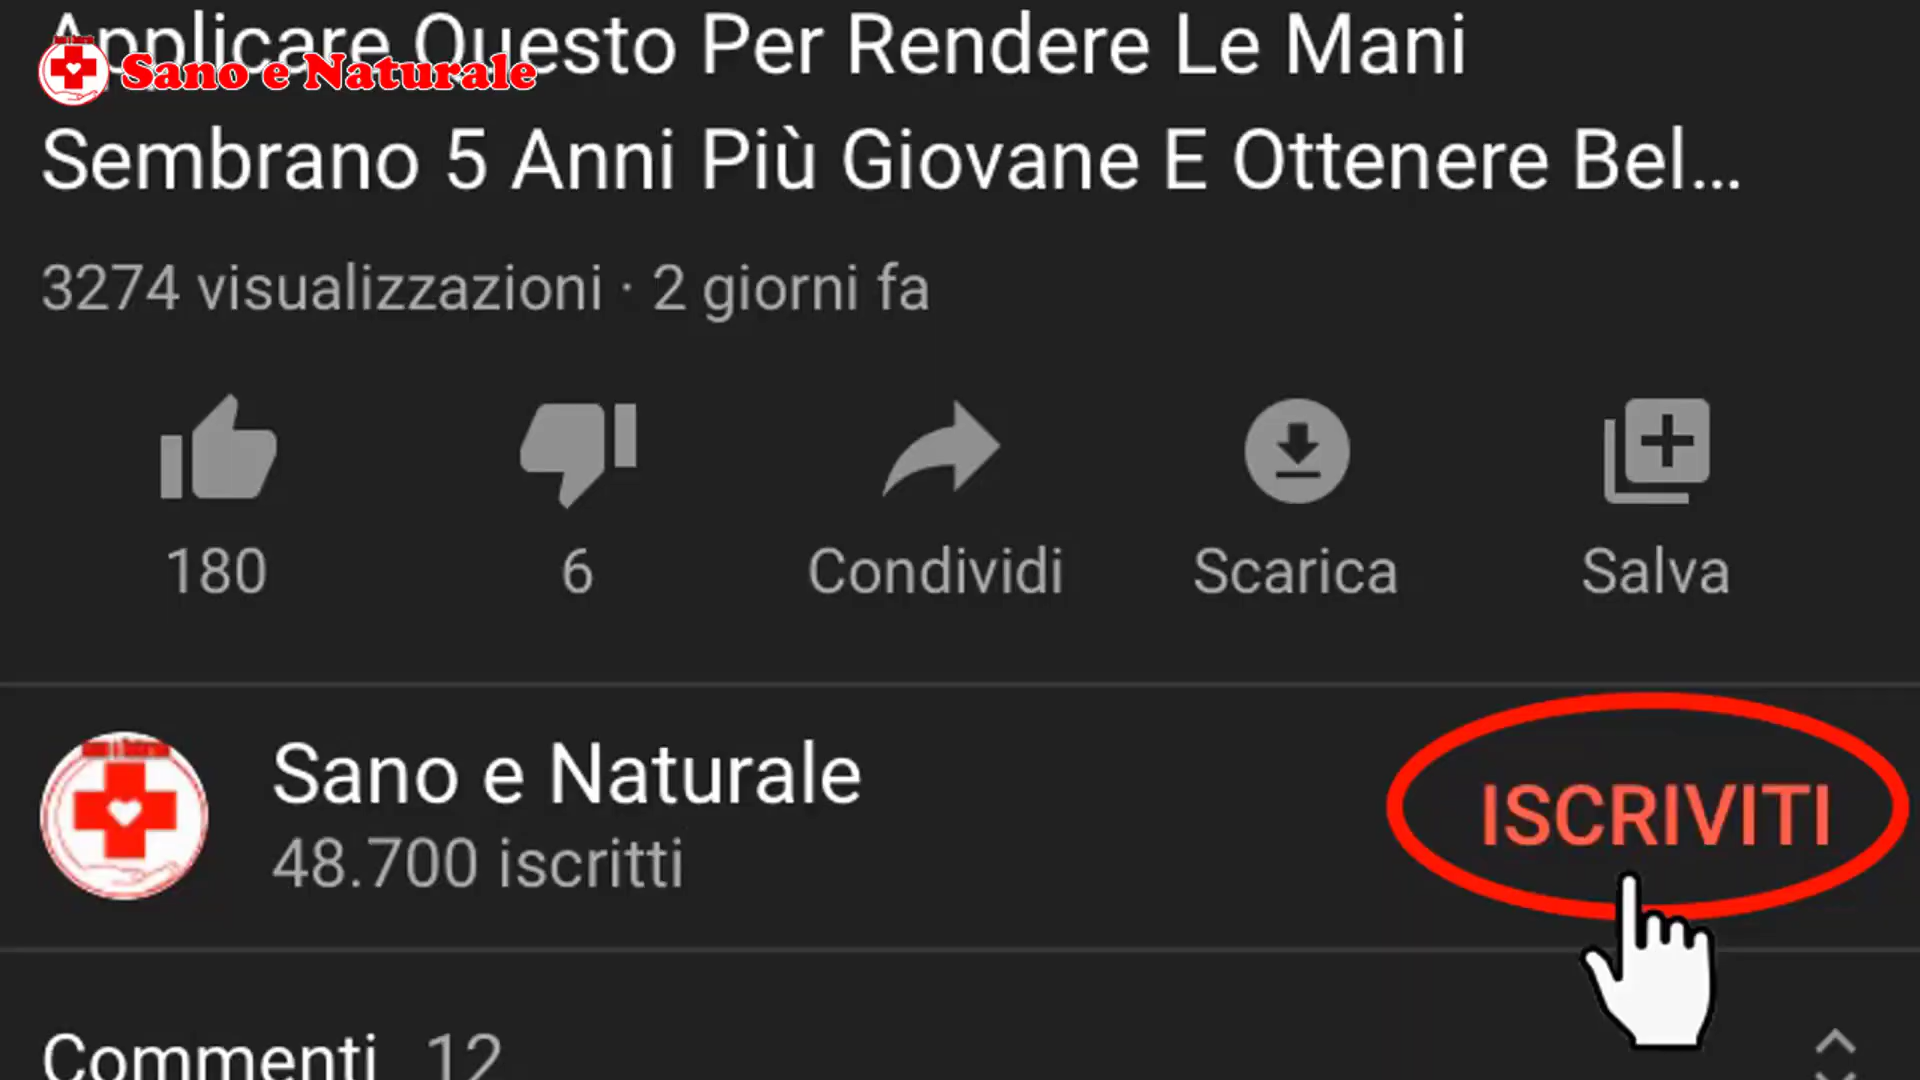 Applicare Questo Per Rendere Le Mani
Sano e Naturale
Sembrano 5 Anni Più Giovane E Ottenere Bel...
3274 visualizzazioni · 2 giorni fa
180
6
Condividi
Scarica
Salva
Sano e Naturale
48.700 iscritti
ISCRIVITI
Commenti 12